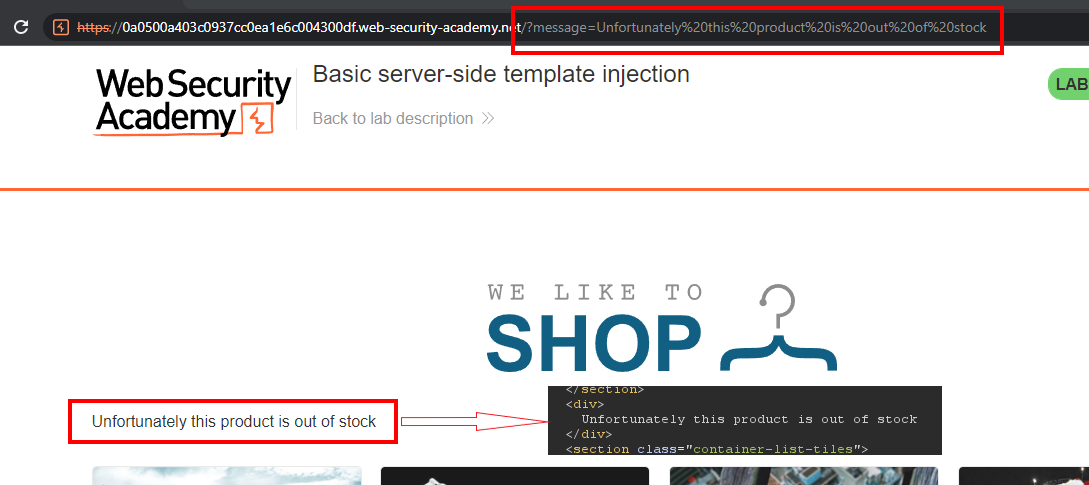 https://0a0500a403c0937cc0ea1e6c004300df.web-security-academy.net/?message=Unfortunately%20this%20product%20is%20out%20of%20stock
Web Security
Academy
Basic server-side template injection
Back to lab description
LAB
WE LIKE TO
SHOP
Unfortunately this product is out of stock
</section>
<div>
Unfortunately this product is out of stock
</div>
<section class="container-list-tiles">